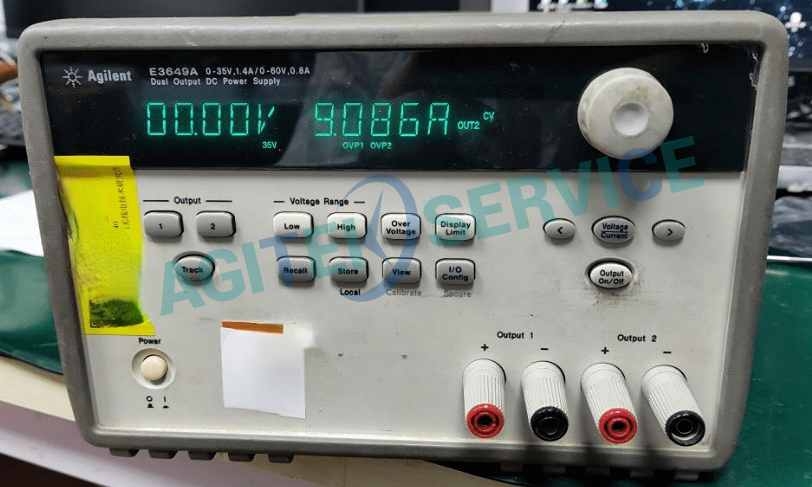 Agilent E3649A 0-35V,1.4A/0-60V,0.8A
Dual Output DC Power Supply
00.00V 9.086A OUT2 CV
35V OVP1 OVP2
Output
Voltage Range
1 2 Low High Over Voltage Display Limit
< Voltage Current >
Track Recall Store View I/O Config Output On/Off
Local Calibrate Secure
AGITEK SERVICE
Power
Output 1 Output 2
+ - + -